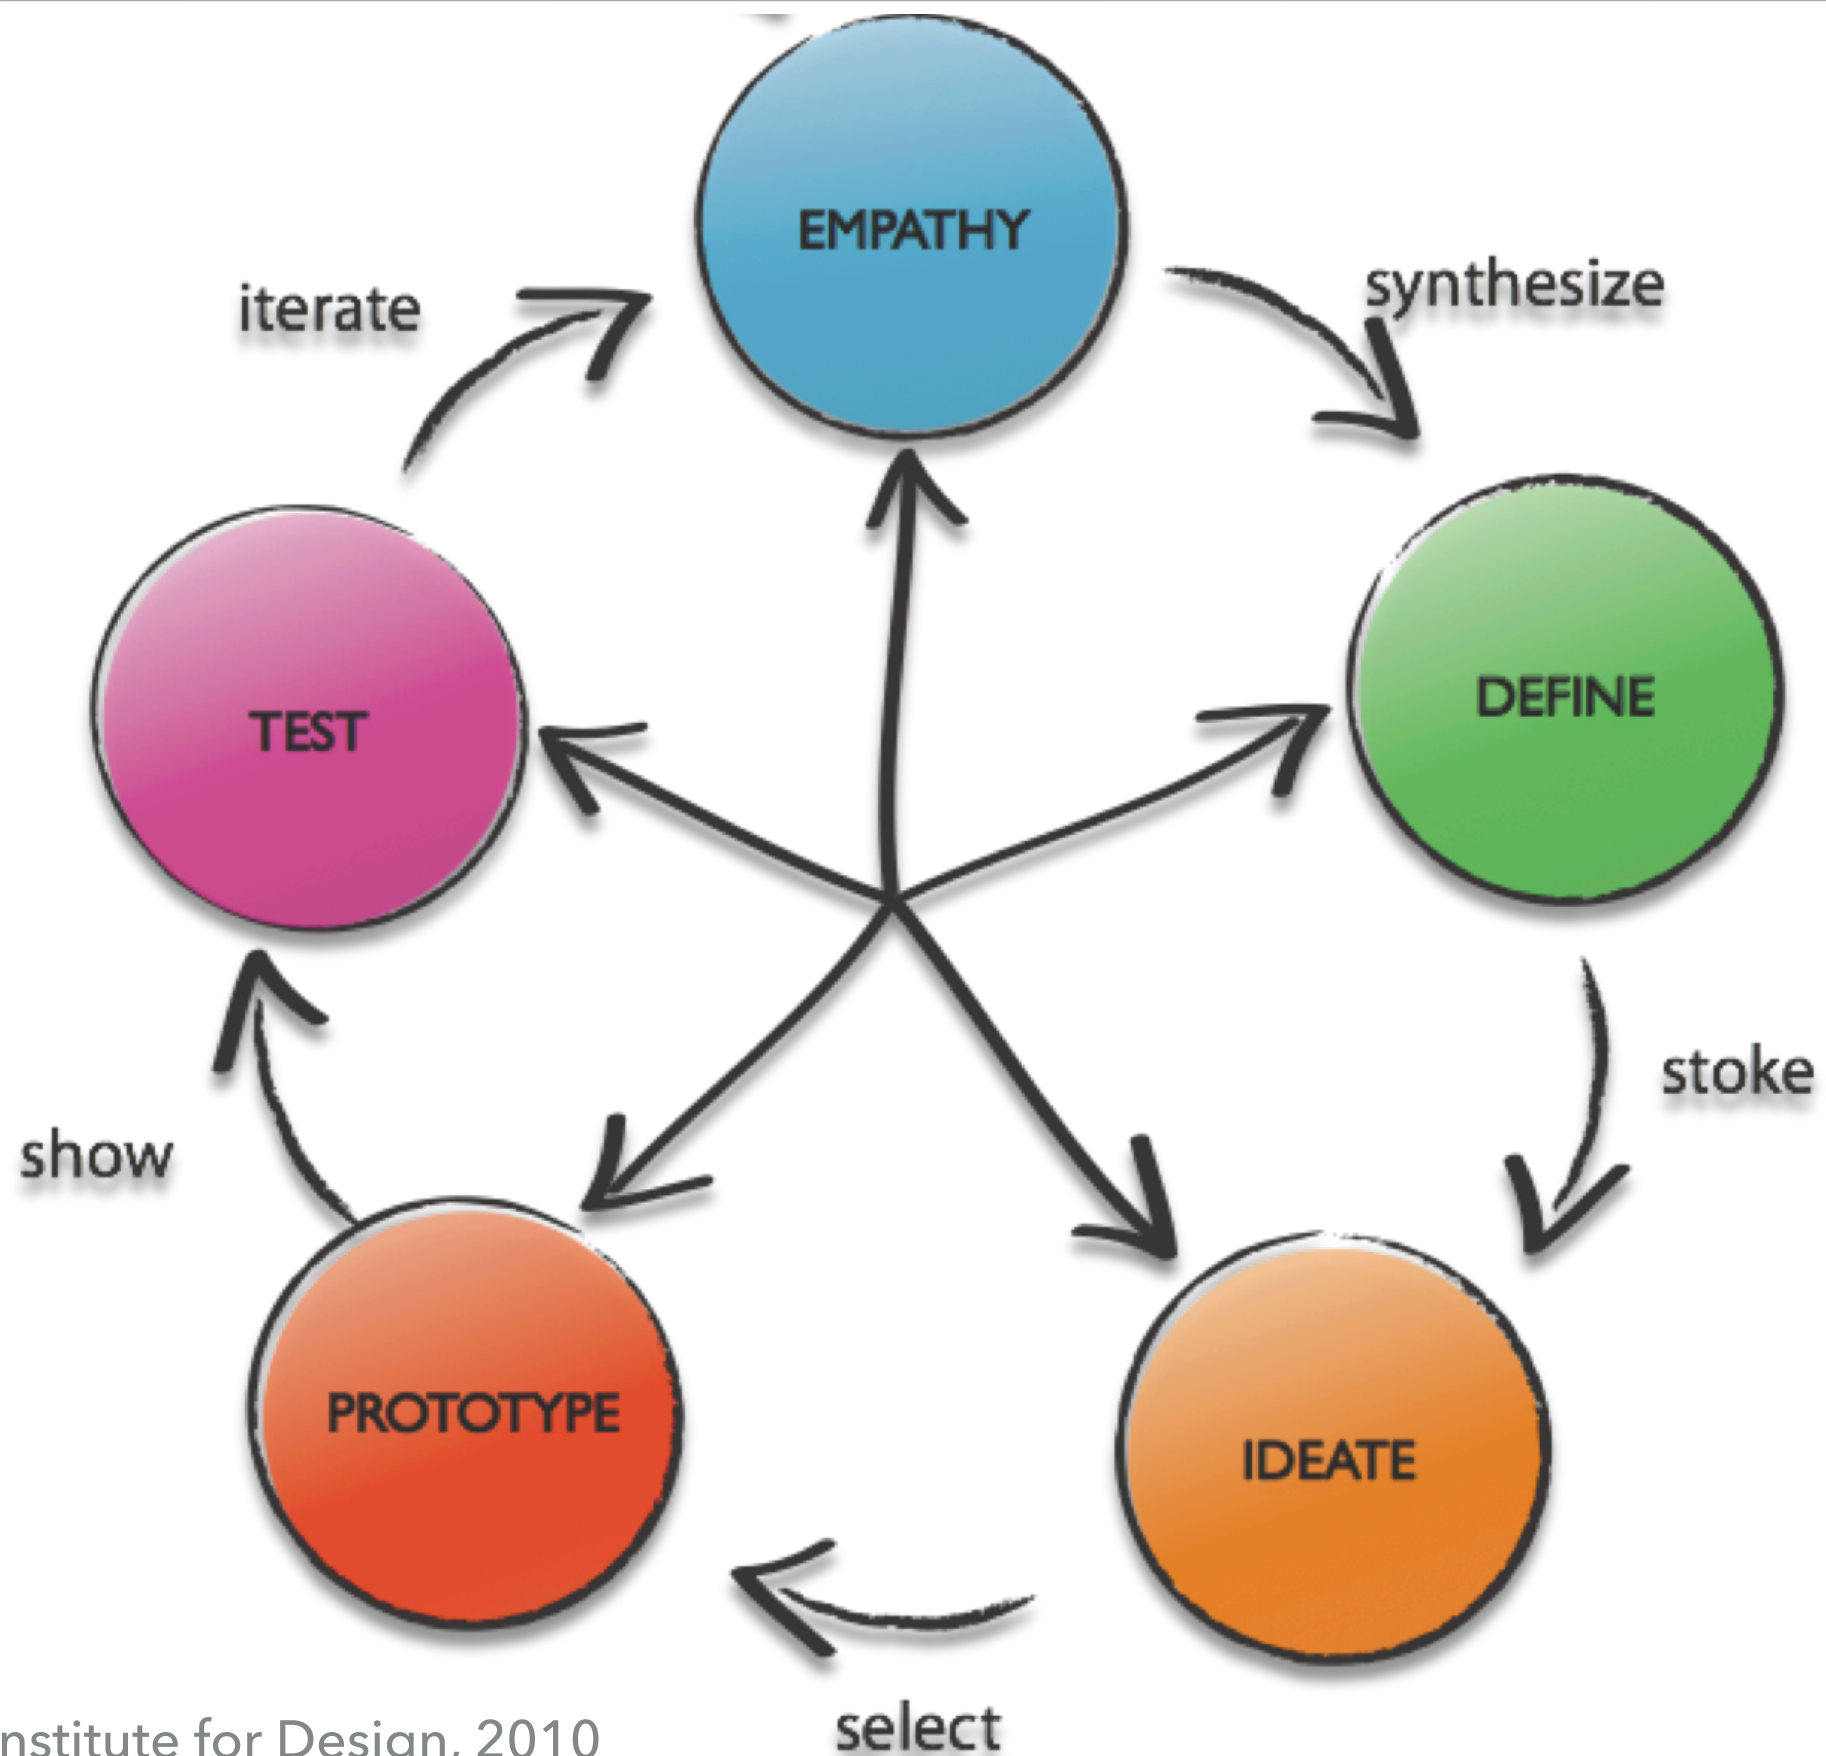 EMPATHY
synthesize
iterate
DEFINE
TEST
stoke
show
PROTOTYPE
IDEATE
select
nstitute for Design, 2010